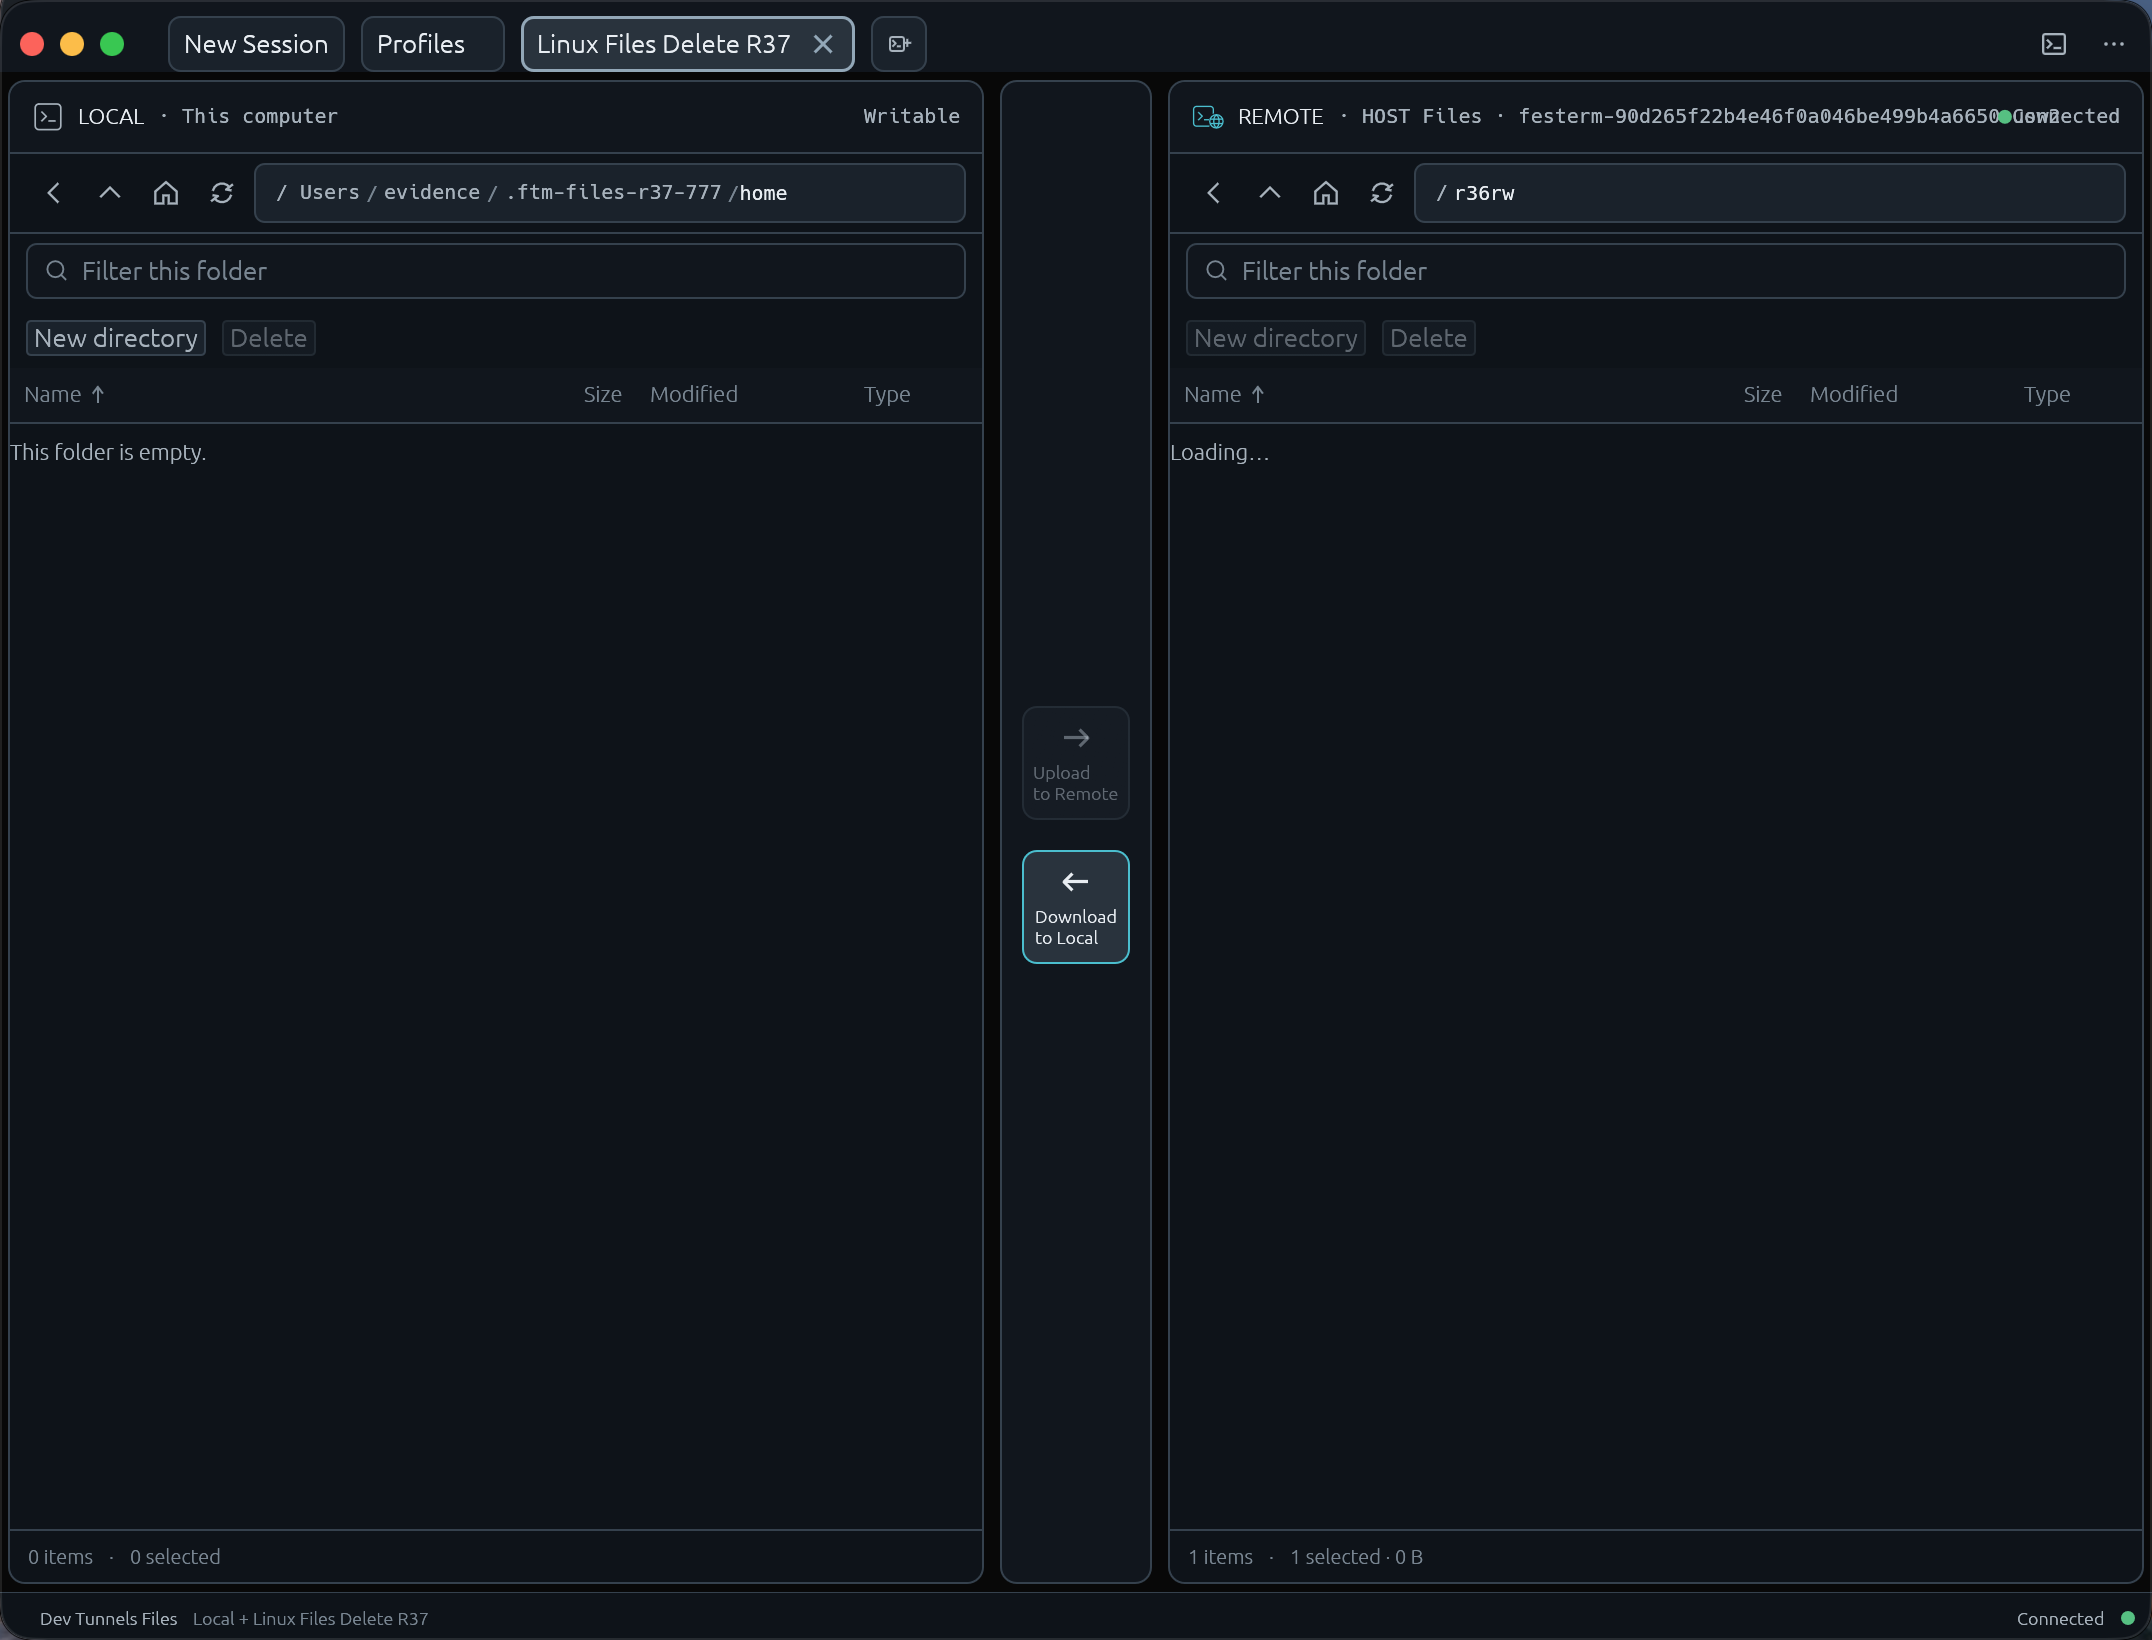 New Session Profiles Linux Files Delete R37
LOCAL · This computer Writable
/ Users / evidence / .ftm-files-r37-777 /home
Filter this folder
New directory Delete
Name ↑ Size Modified Type
This folder is empty.
0 items · 0 selected
Upload
to Remote
Download
to Local
REMOTE · HOST Files · festerm-90d265f22b4e46f0a046be499b4a6650 Connected
/ r36rw
Filter this folder
New directory Delete
Name ↑ Size Modified Type
Loading...
1 items · 1 selected · 0 B
Dev Tunnels Files Local + Linux Files Delete R37 Connected